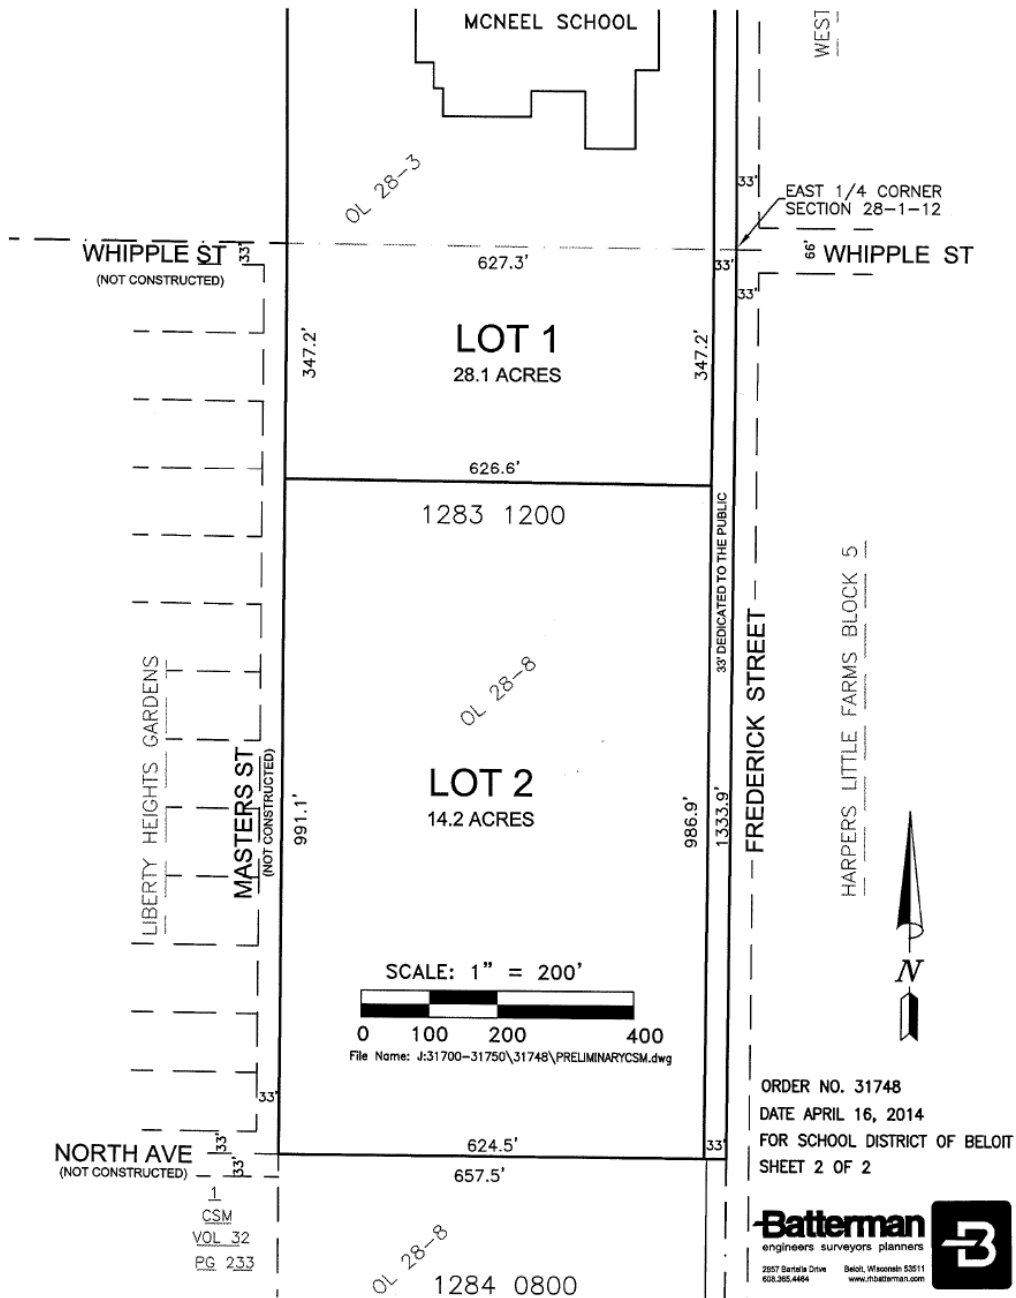 MCNEEL SCHOOL
WEST
OL 28-3
33'
EAST 1/4 CORNER
SECTION 28-1-12
WHIPPLE ST
(NOT CONSTRUCTED)
33'
627.3'
33'
66'
WHIPPLE ST
33'
347.2'
LOT 1
28.1 ACRES
347.2'
626.6'
1283 1200
33' DEDICATED TO THE PUBLIC
OL 28-8
LIBERTY HEIGHTS GARDENS
MASTERS ST
(NOT CONSTRUCTED)
991.1'
LOT 2
14.2 ACRES
986.9'
1333.9'
FREDERICK STREET
HARPERS LITTLE FARMS BLOCK 5
N
SCALE: 1" = 200'
0 100 200 400
File Name: J:31700-31750\31748\PRELIMINARYCSM.dwg
33'
NORTH AVE
(NOT CONSTRUCTED)
33'
33'
624.5'
33'
657.5'
1
CSM
VOL 32
PG 233
OL 28-8
1284 0800
ORDER NO. 31748
DATE APRIL 16, 2014
FOR SCHOOL DISTRICT OF BELOIT
SHEET 2 OF 2
Batterman
engineers surveyors planners
2857 Bartells Drive Beloit, Wisconsin 53511
608.365.4464 www.rhbatterman.com
B